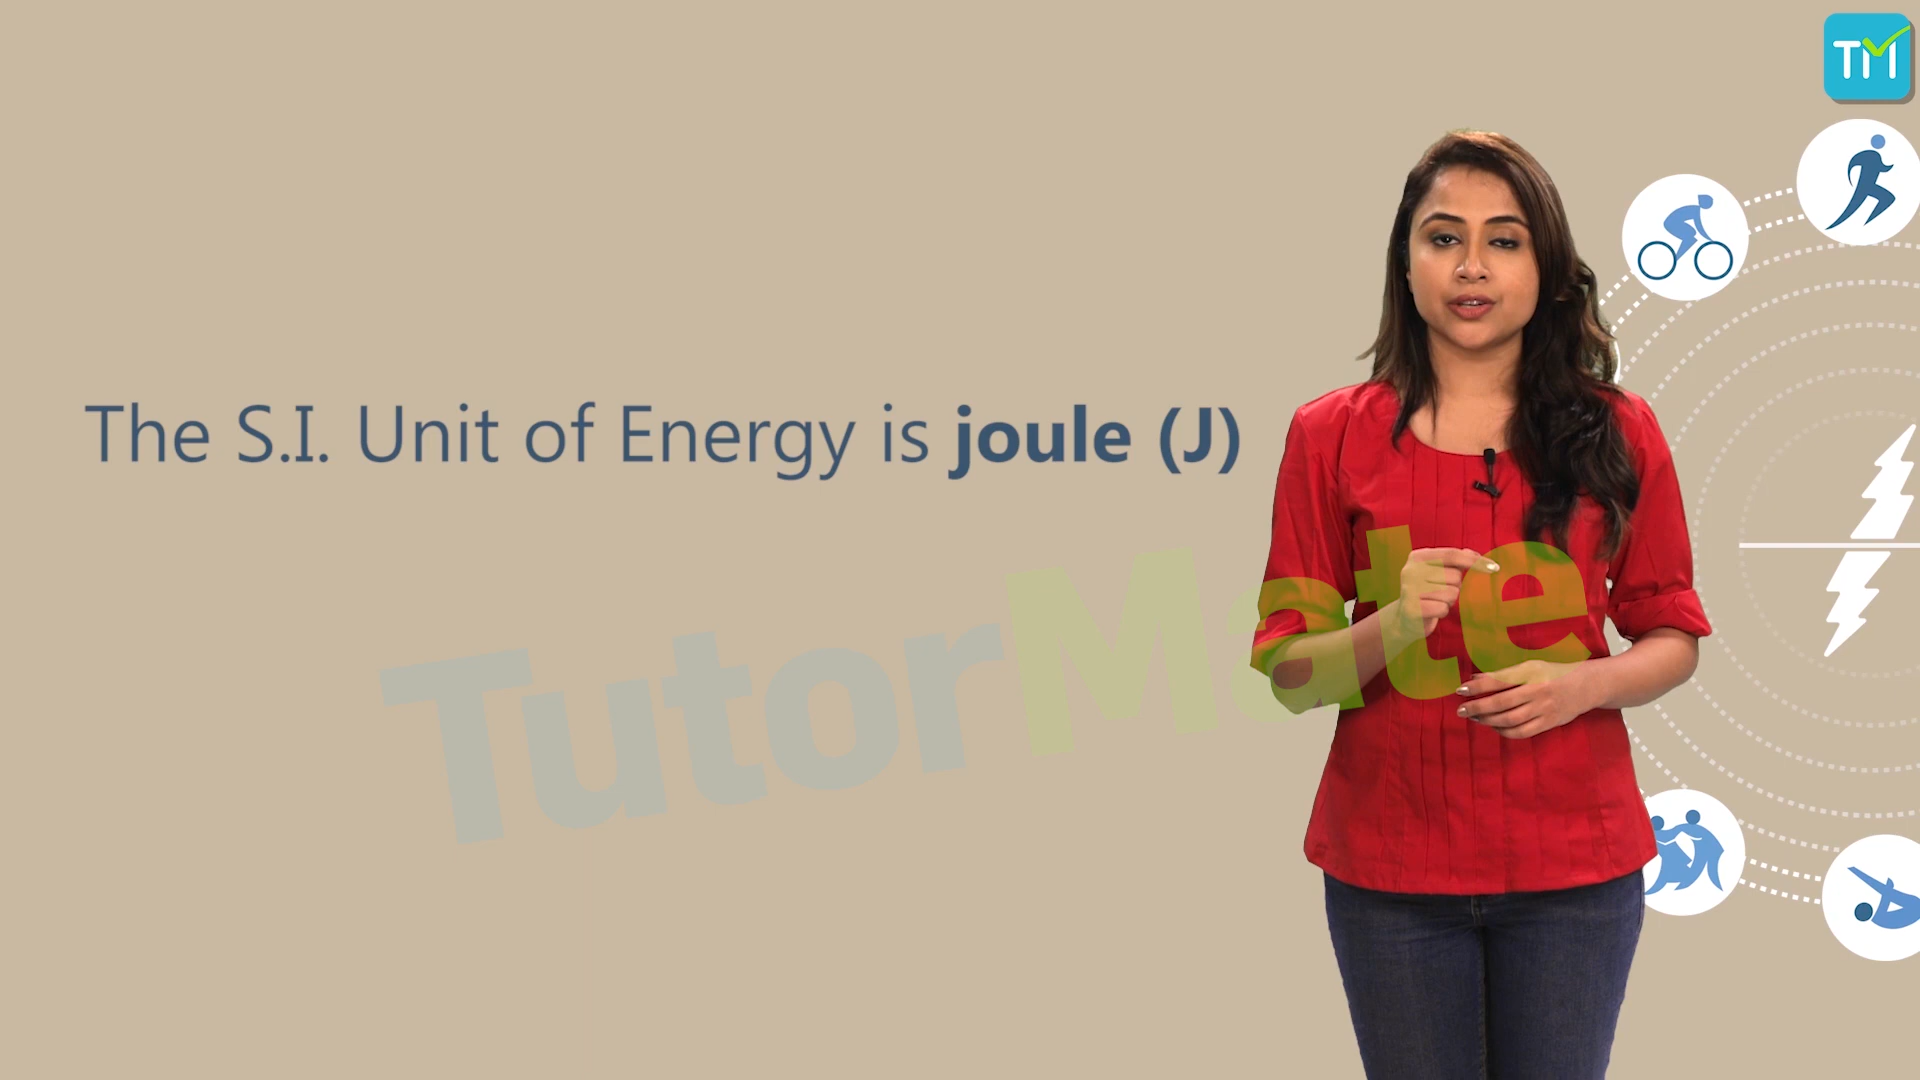 TM
The S.I. Unit of Energy is joule (J)
TutorMate